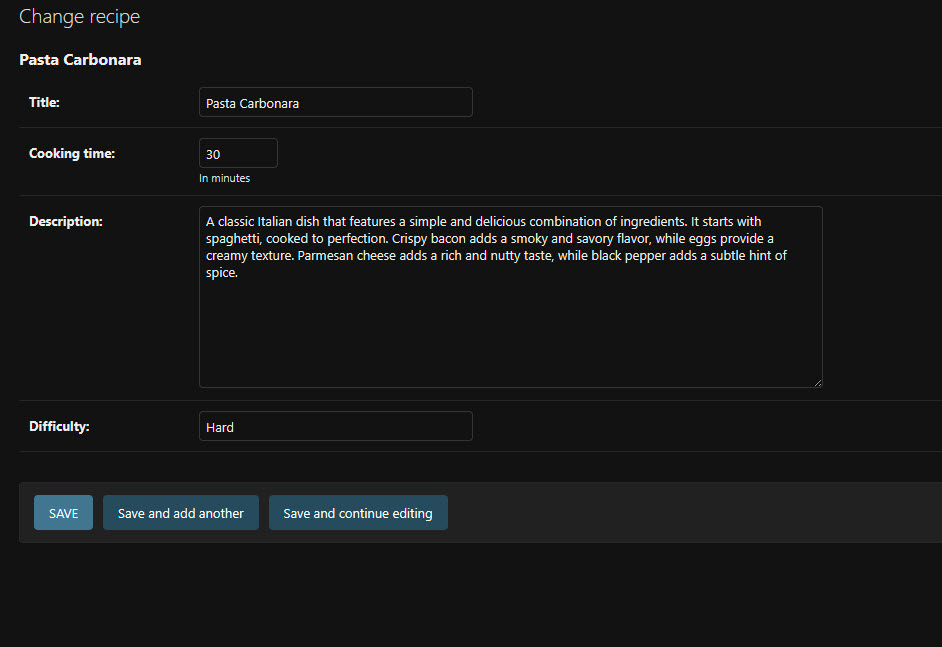 Change recipe
Pasta Carbonara
Title:
Pasta Carbonara
Cooking time:
30
In minutes
Description:
A classic Italian dish that features a simple and delicious combination of ingredients. It starts with
spaghetti, cooked to perfection. Crispy bacon adds a smoky and savory flavor, while eggs provide a
creamy texture. Parmesan cheese adds a rich and nutty taste, while black pepper adds a subtle hint of
spice.
Difficulty:
Hard
SAVE
Save and add another
Save and continue editing